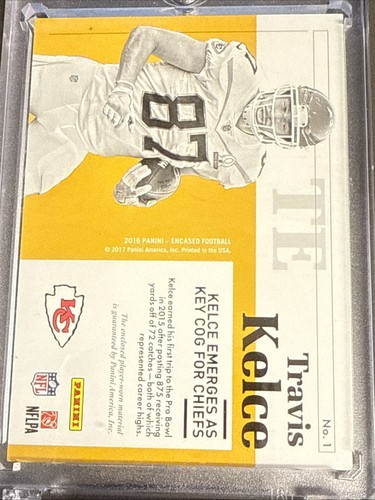 No. 1
Travis
Kelce
TE
87
KELCE EMERGES AS
KEY COG FOR CHIEFS
Kelce earned his first trip to the Pro Bowl
in 2015 after posting 875 receiving
yards off of 72 catches – both of which
represented career highs.
2016 PANINI – ENCASED FOOTBALL
© 2017 Panini America, Inc. Printed in the USA.
The enclosed player-worn material
is guaranteed by Panini America, Inc.
KC
PANINI
NFL
NFLPA